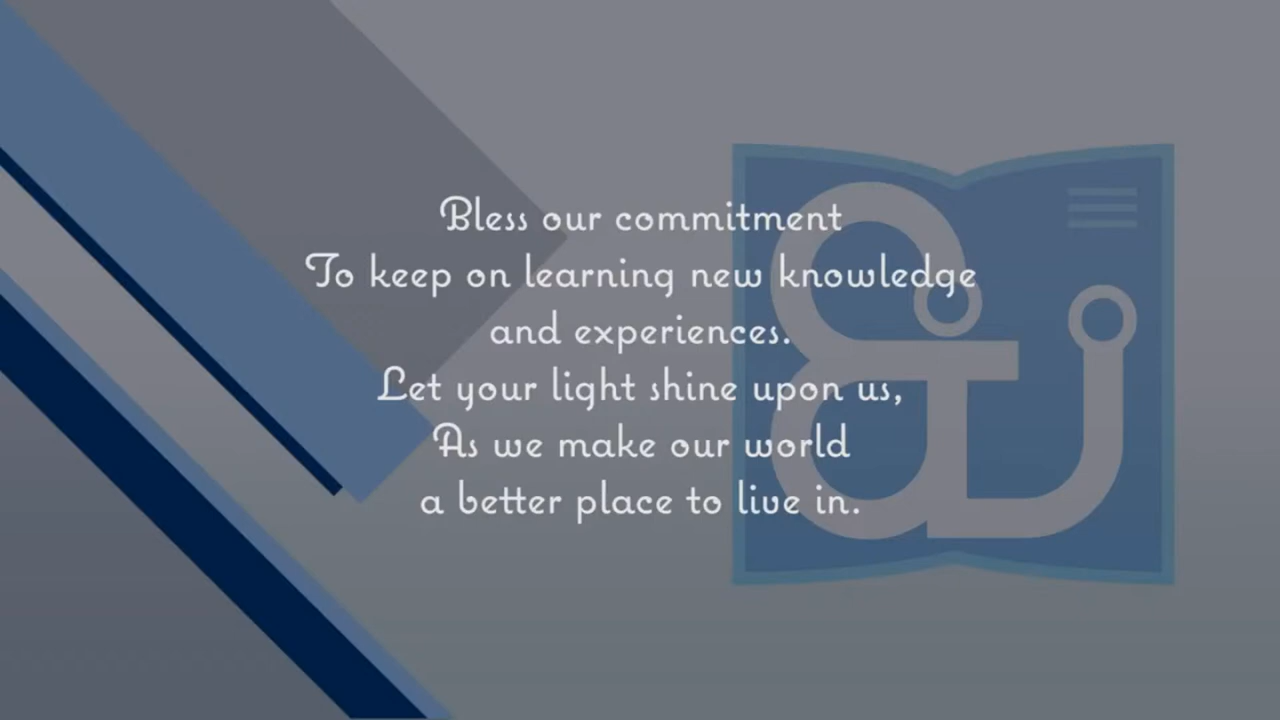 Bless our commitment
To keep on learning new knowledge
and experiences.
Let your light shine upon us,
As we make our world
a better place to live in.